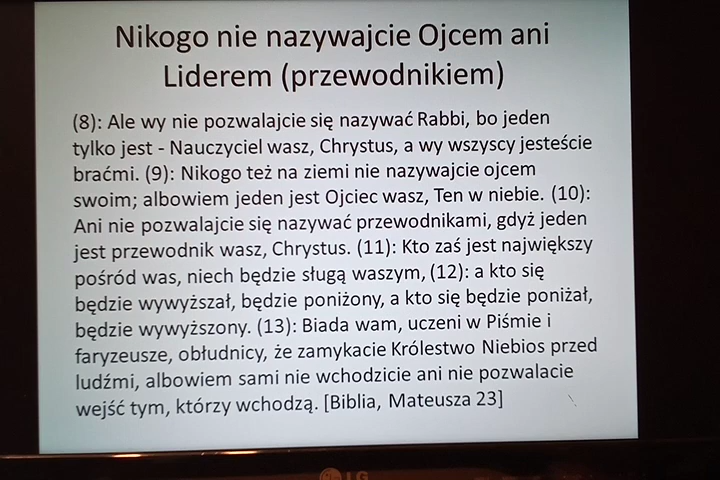 Nikogo nie nazywajcie Ojcem ani
Liderem (przewodnikiem)
(8): Ale wy nie pozwalajcie się nazywać Rabbi, bo jeden
tylko jest - Nauczyciel wasz, Chrystus, a wy wszyscy jesteście
braćmi. (9): Nikogo też na ziemi nie nazywajcie ojcem
swoim; albowiem jeden jest Ojciec wasz, Ten w niebie. (10):
Ani nie pozwalajcie się nazywać przewodnikami, gdyż jeden
jest przewodnik wasz, Chrystus. (11): Kto zaś jest największy
pośród was, niech będzie sługą waszym, (12): a kto się
będzie wywyższał, będzie poniżony, a kto się będzie poniżał,
będzie wywyższony. (13): Biada wam, uczeni w Piśmie i
faryzeusze, obłudnicy, że zamykacie Królestwo Niebios przed
ludźmi, albowiem sami nie wchodzicie ani nie pozwalacie
wejść tym, którzy wchodzą. [Biblia, Mateusza 23]
LG